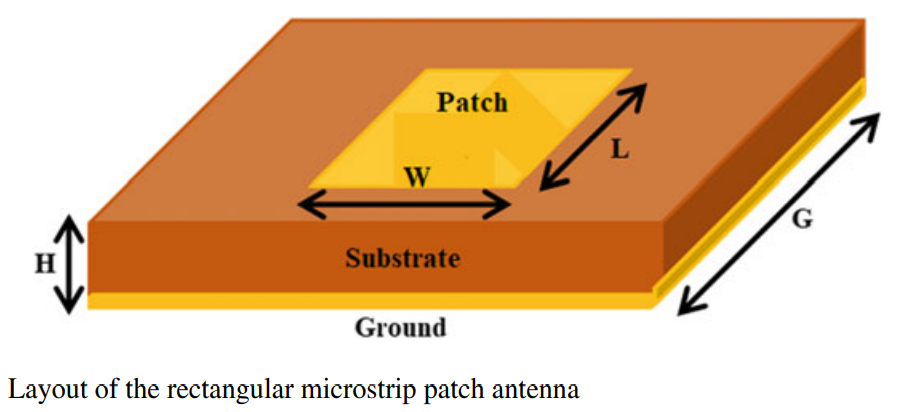 Patch
L
W
G
H
Substrate
Ground
Layout of the rectangular microstrip patch antenna